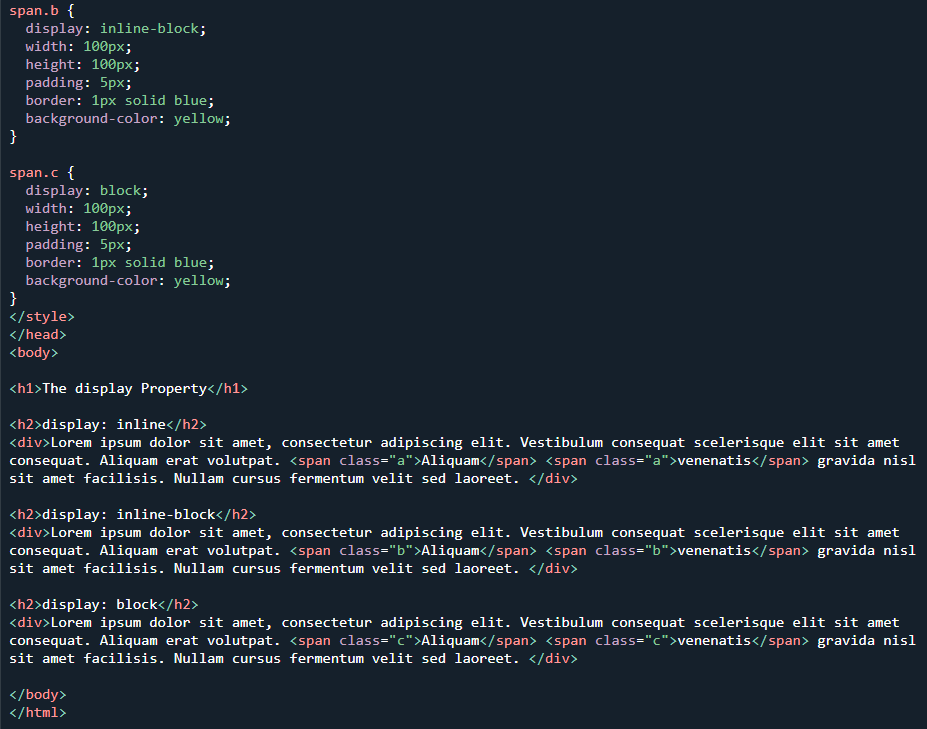 span.b {
  display: inline-block;
  width: 100px;
  height: 100px;
  padding: 5px;
  border: 1px solid blue;
  background-color: yellow;
}

span.c {
  display: block;
  width: 100px;
  height: 100px;
  padding: 5px;
  border: 1px solid blue;
  background-color: yellow;
}
</style>
</head>
<body>

<h1>The display Property</h1>

<h2>display: inline</h2>
<div>Lorem ipsum dolor sit amet, consectetur adipiscing elit. Vestibulum consequat scelerisque elit sit amet
consequat. Aliquam erat volutpat. <span class="a">Aliquam</span> <span class="a">venenatis</span> gravida nisl
sit amet facilisis. Nullam cursus fermentum velit sed laoreet. </div>

<h2>display: inline-block</h2>
<div>Lorem ipsum dolor sit amet, consectetur adipiscing elit. Vestibulum consequat scelerisque elit sit amet
consequat. Aliquam erat volutpat. <span class="b">Aliquam</span> <span class="b">venenatis</span> gravida nisl
sit amet facilisis. Nullam cursus fermentum velit sed laoreet. </div>

<h2>display: block</h2>
<div>Lorem ipsum dolor sit amet, consectetur adipiscing elit. Vestibulum consequat scelerisque elit sit amet
consequat. Aliquam erat volutpat. <span class="c">Aliquam</span> <span class="c">venenatis</span> gravida nisl
sit amet facilisis. Nullam cursus fermentum velit sed laoreet. </div>

</body>
</html>